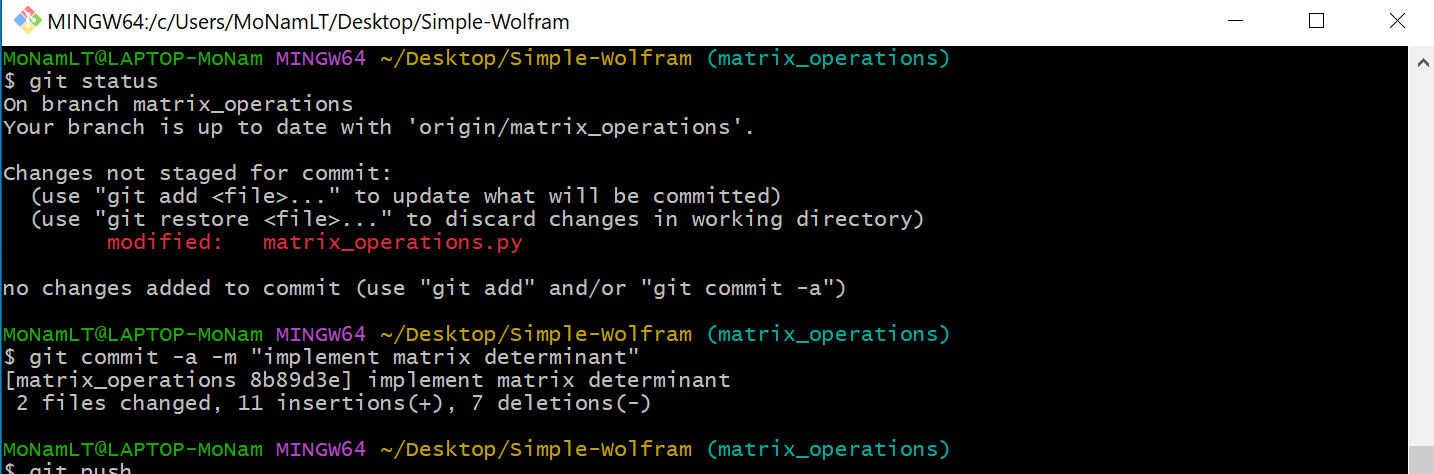 MINGW64:/c/Users/MoNamLT/Desktop/Simple-Wolfram
MoNamLT@LAPTOP-MoNam MINGW64 ~/Desktop/Simple-Wolfram (matrix_operations)
$ git status
On branch matrix_operations
Your branch is up to date with 'origin/matrix_operations'.
Changes not staged for commit:
(use "git add <file>..." to update what will be committed)
(use "git restore <file>..." to discard changes in working directory)
modified: matrix_operations.py
no changes added to commit (use "git add" and/or "git commit -a")
MoNamLT@LAPTOP-MoNam MINGW64 ~/Desktop/Simple-Wolfram (matrix_operations)
$ git commit -a -m "implement matrix determinant"
[matrix_operations 8b89d3e] implement matrix determinant
2 files changed, 11 insertions(+), 7 deletions(-)
MoNamLT@LAPTOP-MoNam MINGW64 ~/Desktop/Simple-Wolfram (matrix_operations)
$ git push